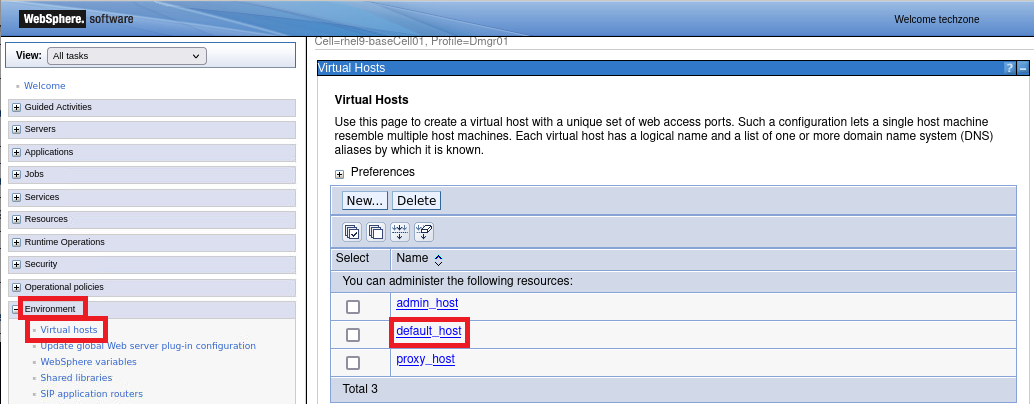 WebSphere. software
Welcome techzone
View: All tasks
Welcome
Guided Activities
Servers
Applications
Jobs
Services
Resources
Runtime Operations
Security
Operational policies
Environment
Virtual hosts
Update global Web server plug-in configuration
WebSphere variables
Shared libraries
SIP application routers
Cell=rhel9-baseCell01, Profile=Dmgr01
Virtual Hosts
? –
Virtual Hosts
Use this page to create a virtual host with a unique set of web access ports. Such a configuration lets a single host machine
resemble multiple host machines. Each virtual host has a logical name and a list of one or more domain name system (DNS)
aliases by which it is known.
Preferences
New... Delete
Select Name
You can administer the following resources:
admin_host
default_host
proxy_host
Total 3